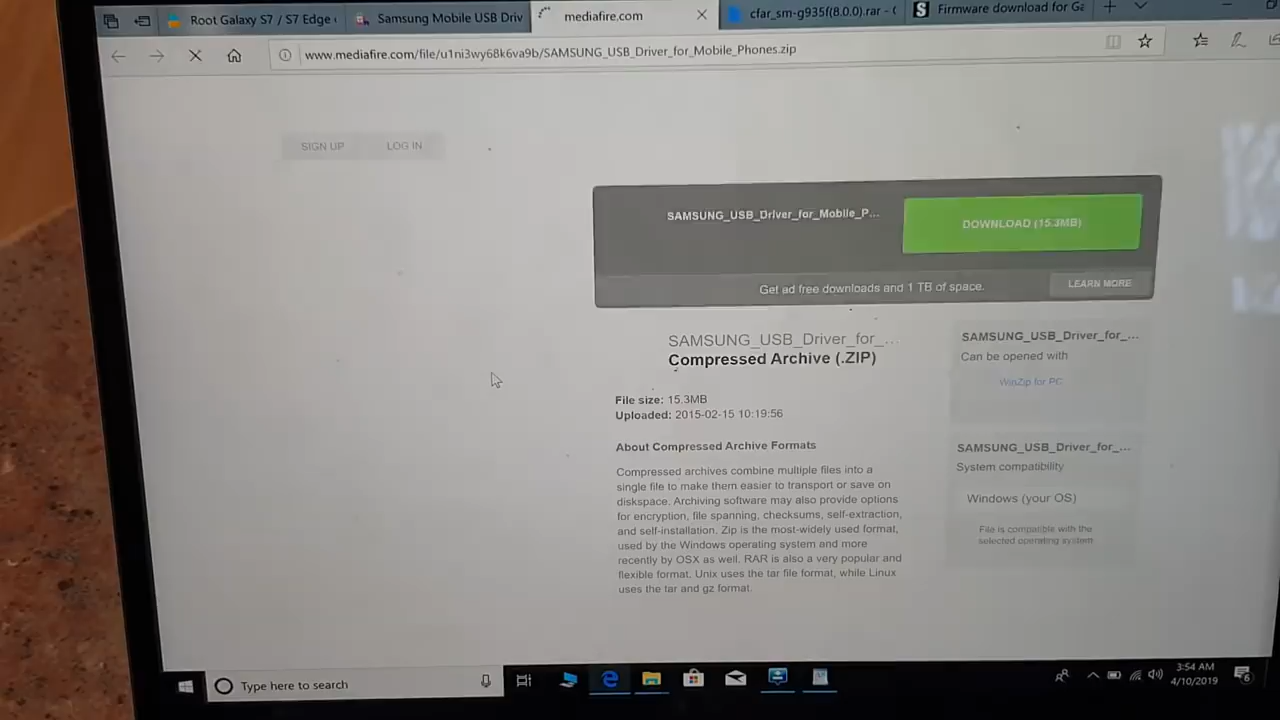 Root Galaxy S7 / S7 Edge
Samsung Mobile USB Driv
mediafire.com
cfar_sm-g935f(8.0.0).rar - 
Firmware download for Ga
www.mediafire.com/file/u1ni3wy68k6va9b/SAMSUNG_USB_Driver_for_Mobile_Phones.zip
SIGN UP LOG IN
SAMSUNG_USB_Driver_for_Mobile_P...
DOWNLOAD (15.3MB)
Get ad free downloads and 1 TB of space.
LEARN MORE
SAMSUNG_USB_Driver_for_...
Compressed Archive (.ZIP)
File size: 15.3MB
Uploaded: 2015-02-15 10:19:56
About Compressed Archive Formats
Compressed archives combine multiple files into a
single file to make them easier to transport or save on
diskspace. Archiving software may also provide options
for encryption, file spanning, checksums, self-extraction,
and self-installation. Zip is the most-widely used format,
used by the Windows operating system and more
recently by OSX as well. RAR is also a very popular and
flexible format. Unix uses the tar file format, while Linux
uses the tar and gz format.
SAMSUNG_USB_Driver_for_...
Can be opened with
WinZip for PC
SAMSUNG_USB_Driver_for_...
System compatibility
Windows (your OS)
File is compatible with the
selected operating system
Type here to search
3:54 AM
4/10/2019
6